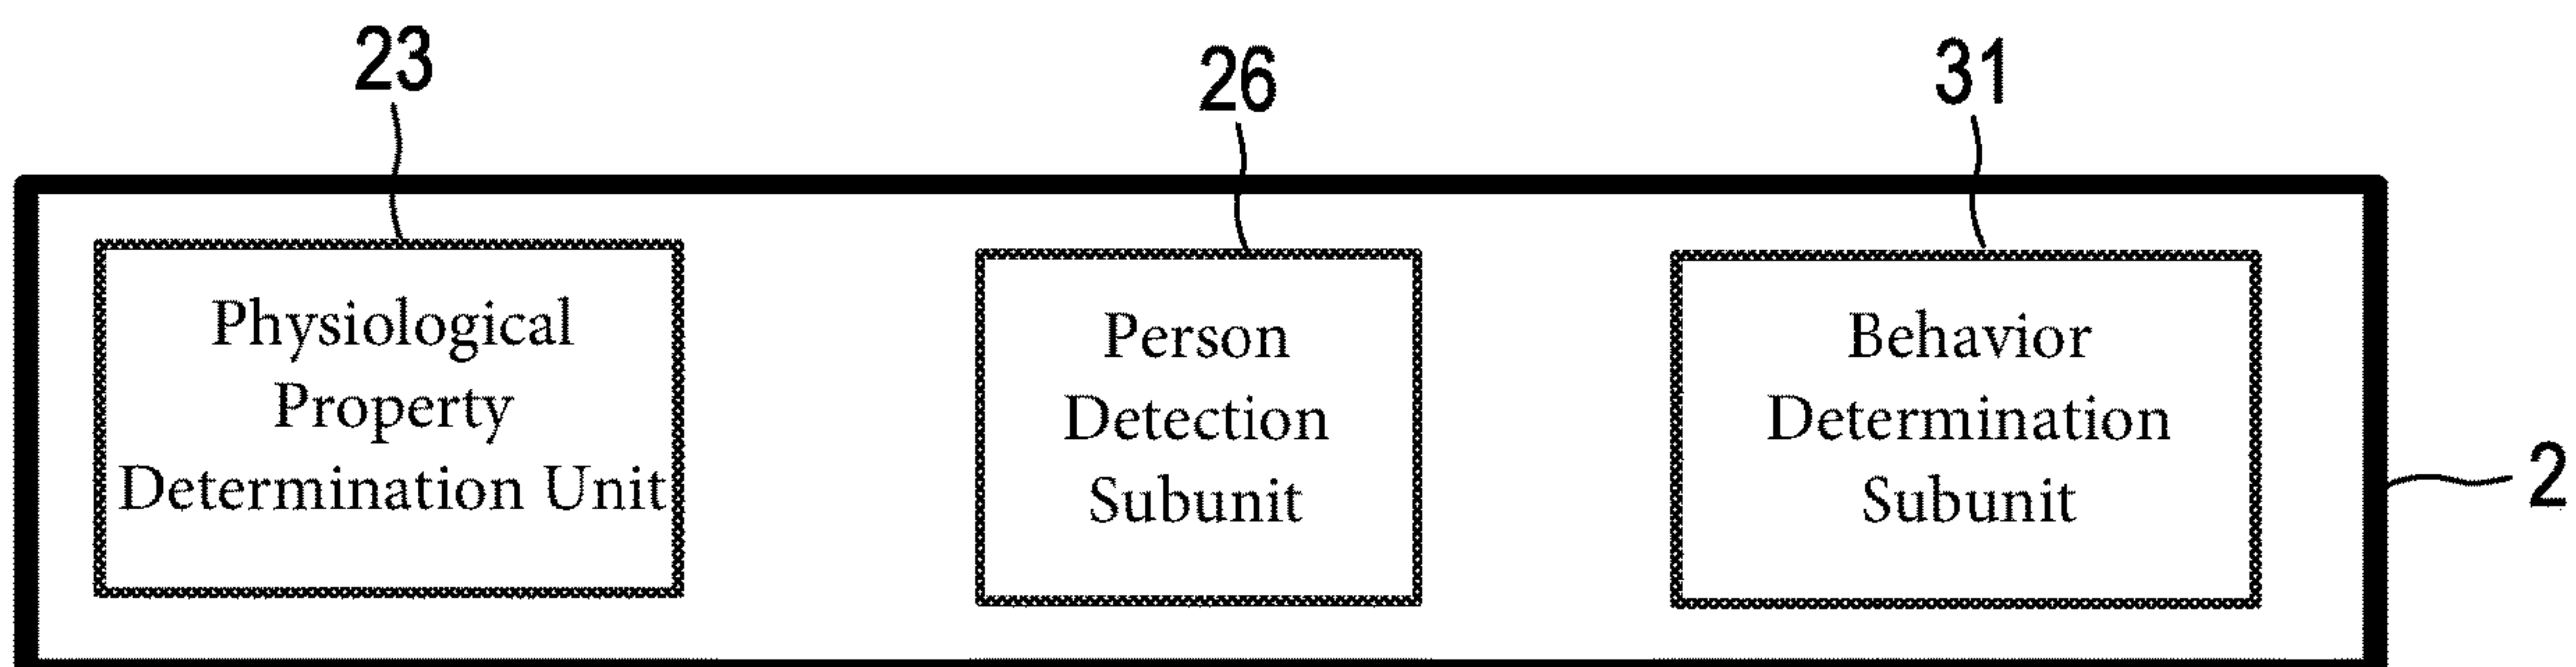 23
26
31
Physiological
Property
Determination Unit
Person
Detection
Subunit
Behavior
Determination
Subunit
2